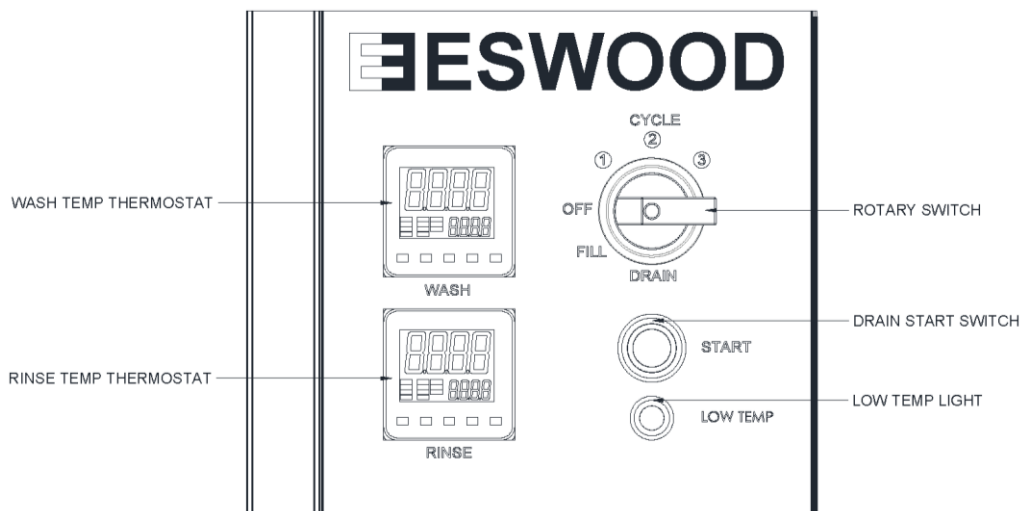 ESWOOD
CYCLE
1 2 3
WASH TEMP THERMOSTAT
OFF
ROTARY SWITCH
FILL
DRAIN
WASH
DRAIN START SWITCH
START
RINSE TEMP THERMOSTAT
LOW TEMP LIGHT
LOW TEMP
RINSE